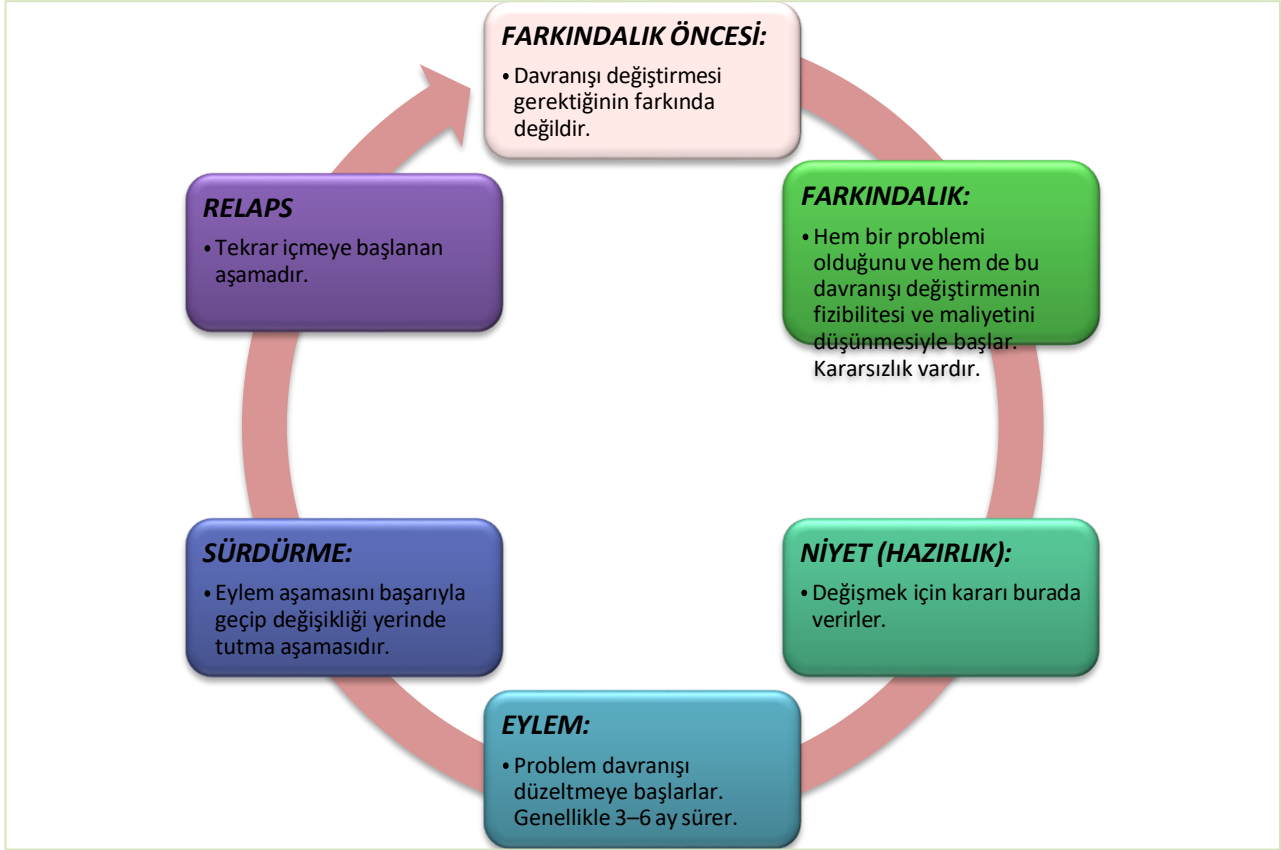 FARKINDALIK ÖNCESİ:
• Davranışı değiştirmesi
gerektiğinin farkında
değildir.
FARKINDALIK:
• Hem bir problemi
olduğunu ve hem de bu
davranışı değiştirmenin
fizibilitesi ve maliyetini
düşünmesiyle başlar.
Kararsızlık vardır.
NİYET (HAZIRLIK):
• Değişmek için kararı burada
verirler.
EYLEM:
• Problem davranışı
düzeltmeye başlarlar.
Genellikle 3–6 ay sürer.
SÜRDÜRME:
• Eylem aşamasını başarıyla
geçip değişikliği yerinde
tutma aşamasıdır.
RELAPS
• Tekrar içmeye başlanan
aşamadır.